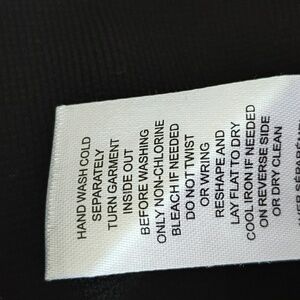 HAND WASH COLD
SEPARATELY
TURN GARMENT
INSIDE OUT
BEFORE WASHING
ONLY NON-CHLORINE
BLEACH IF NEEDED
DO NOT TWIST
OR WRING
RESHAPE AND
LAY FLAT TO DRY
COOL IRON IF NEEDED
ON REVERSE SIDE
OR DRY CLEAN